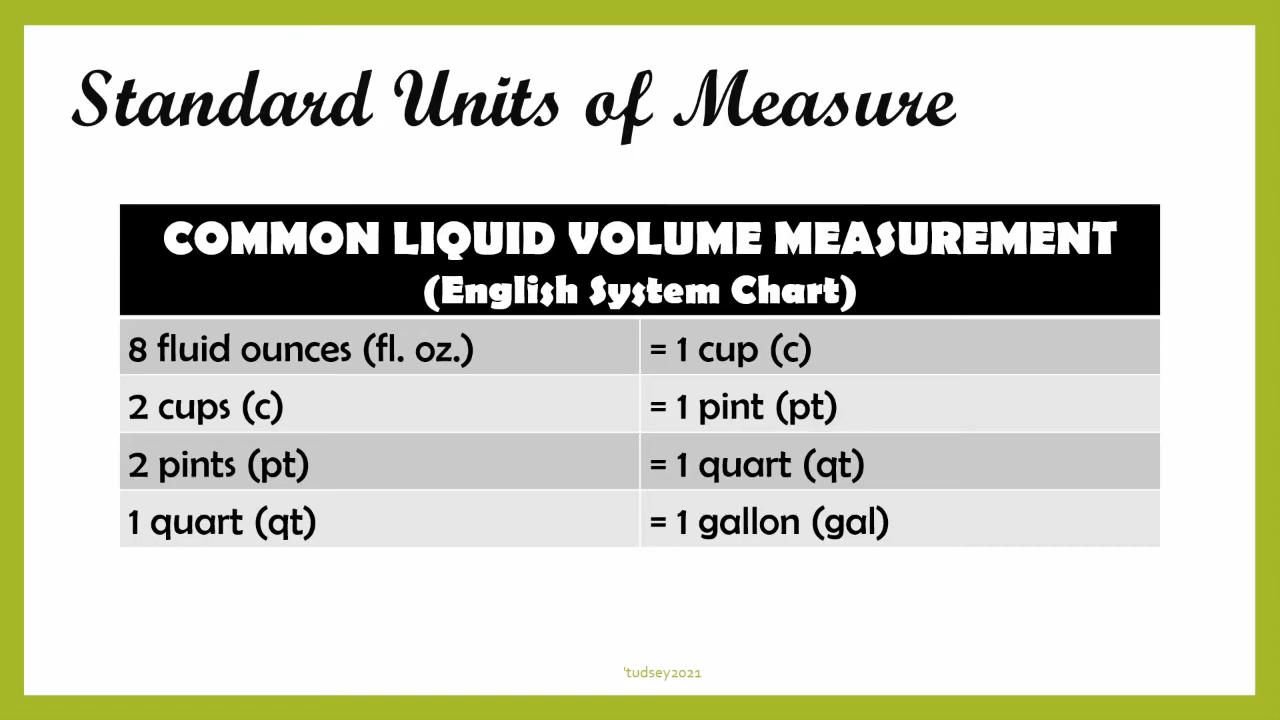 Standard Units of Measure
COMMON LIQUID VOLUME MEASUREMENT
(English System Chart)
8 fluid ounces (fl. oz.) = 1 cup (c)
2 cups (c) = 1 pint (pt)
2 pints (pt) = 1 quart (qt)
1 quart (qt) = 1 gallon (gal)
'tudsey2021